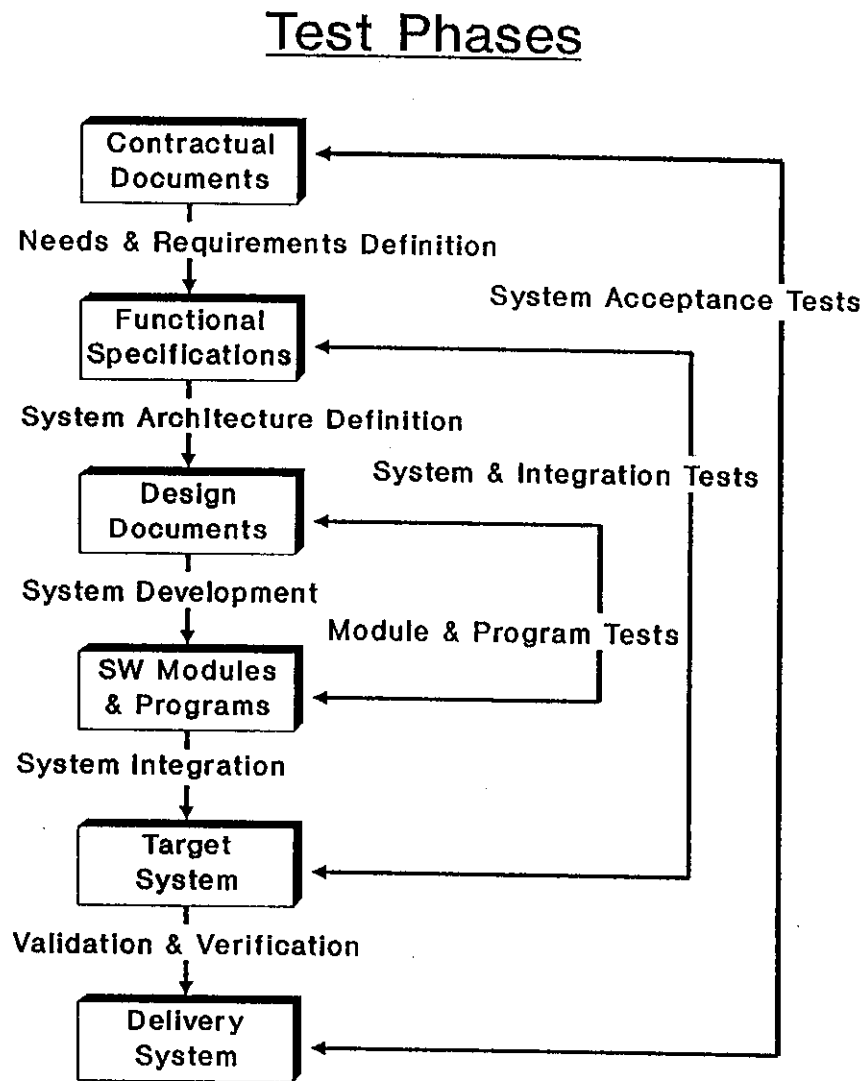 Test Phases
Contractual
Documents
Needs & Requirements Definition
System Acceptance Tests
Functional
Specifications
System Architecture Definition
System & Integration Tests
Design
Documents
System Development
Module & Program Tests
SW Modules
& Programs
System Integration
Target
System
Validation & Verification
Delivery
System